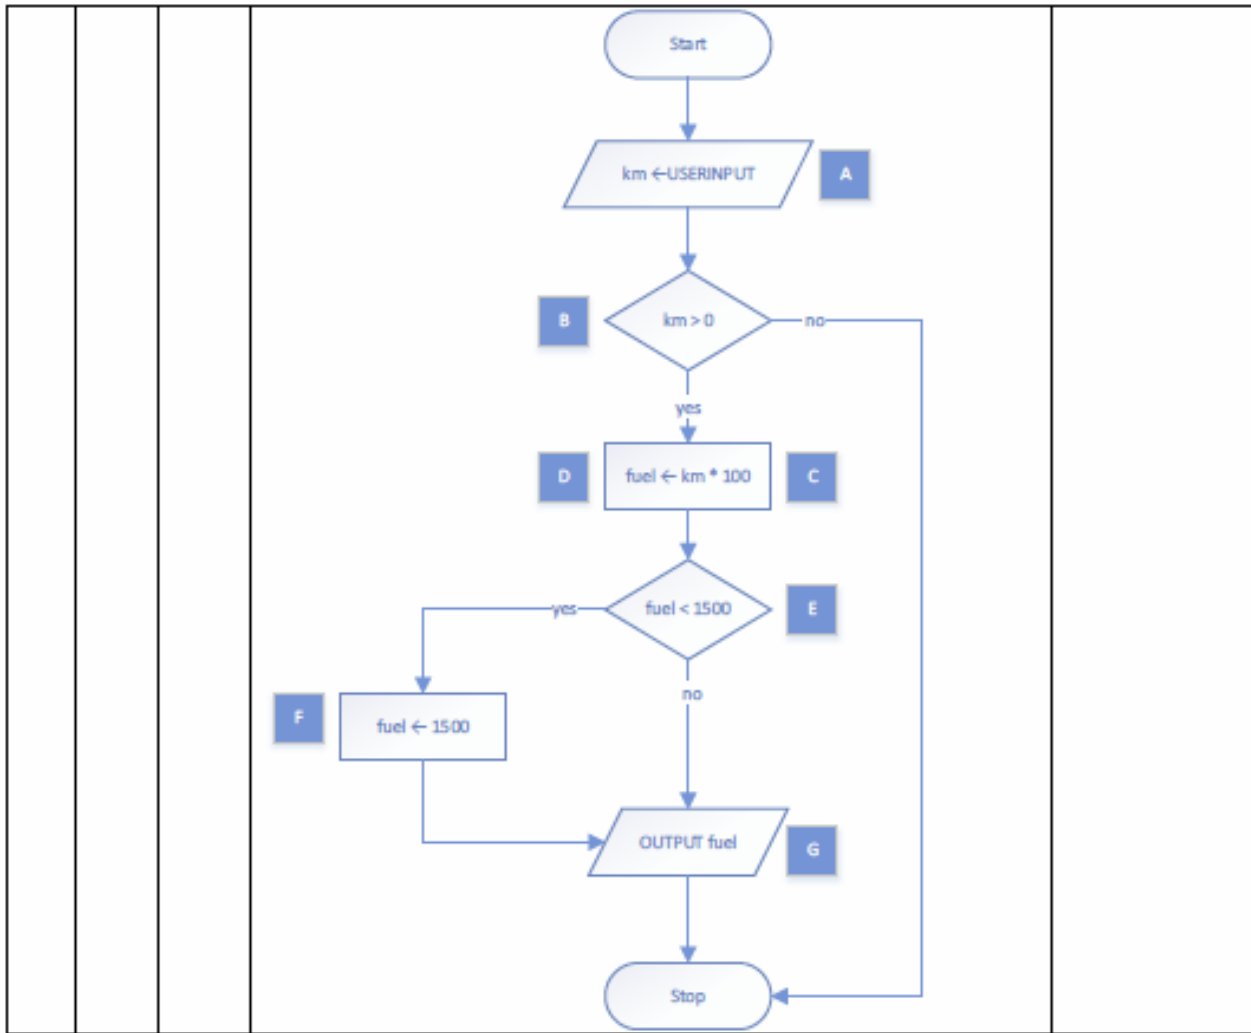 Start
km ←USERINPUT
A
B
km > 0
no
yes
D
fuel ← km * 100
C
yes
fuel < 1500
E
no
F
fuel ← 1500
OUTPUT fuel
G
Stop